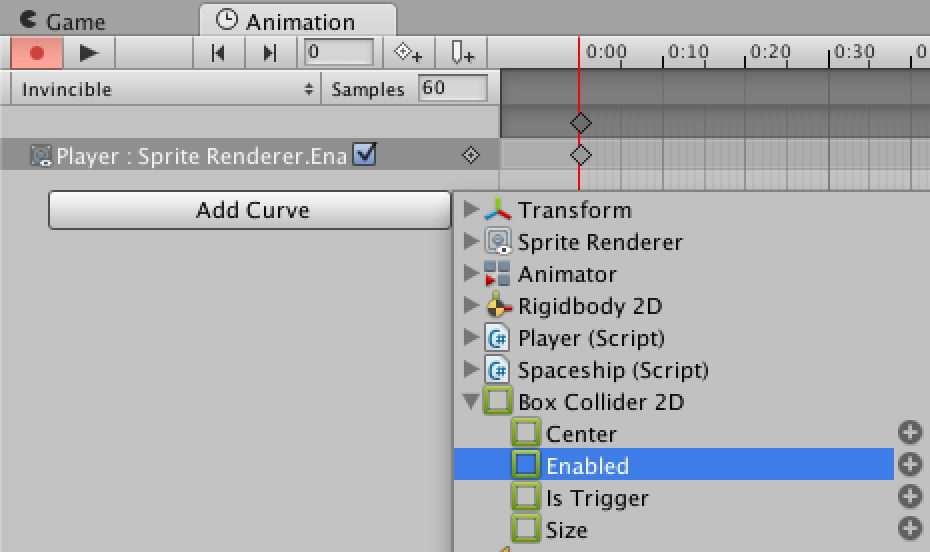 Game Animation
0 0:00 0:10 0:20 0:30 0
Invincible Samples 60
Player : Sprite Renderer.Ena
Add Curve
Transform
Sprite Renderer
Animator
Rigidbody 2D
Player (Script)
Spaceship (Script)
Box Collider 2D
Center
Enabled
Is Trigger
Size